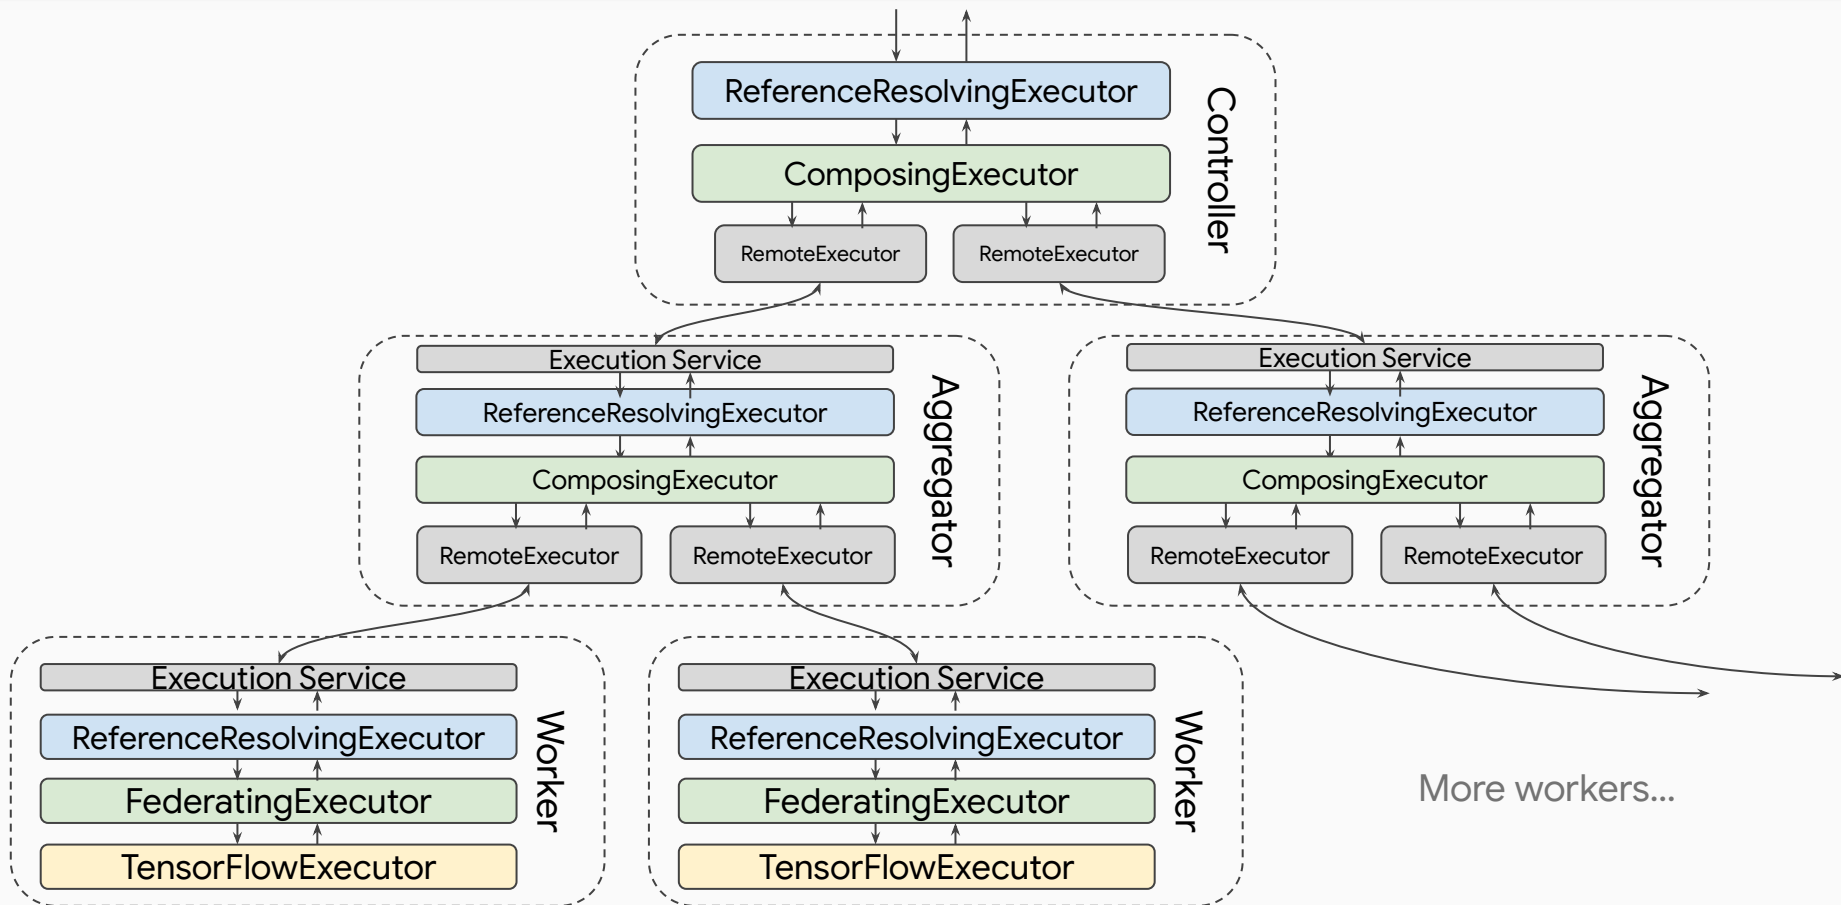 ReferenceResolvingExecutor
ComposingExecutor
RemoteExecutor
RemoteExecutor
Controller
Execution Service
ReferenceResolvingExecutor
ComposingExecutor
RemoteExecutor
RemoteExecutor
Aggregator
Execution Service
ReferenceResolvingExecutor
ComposingExecutor
RemoteExecutor
RemoteExecutor
Aggregator
Execution Service
ReferenceResolvingExecutor
FederatingExecutor
TensorFlowExecutor
Worker
Execution Service
ReferenceResolvingExecutor
FederatingExecutor
TensorFlowExecutor
Worker
More workers...